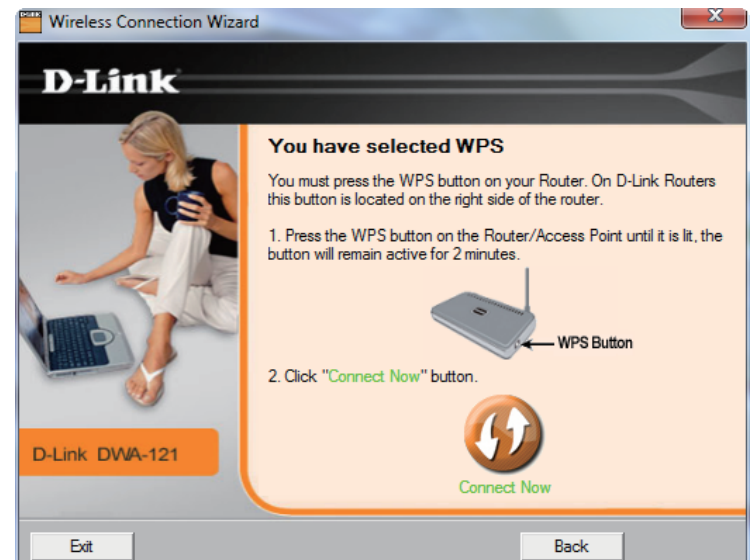 Wireless Connection Wizard
D-Link
You have selected WPS
You must press the WPS button on your Router. On D-Link Routers
this button is located on the right side of the router.
1. Press the WPS button on the Router/Access Point until it is lit, the
button will remain active for 2 minutes.
WPS Button
2. Click "Connect Now" button.
Connect Now
D-Link DWA-121
Exit
Back